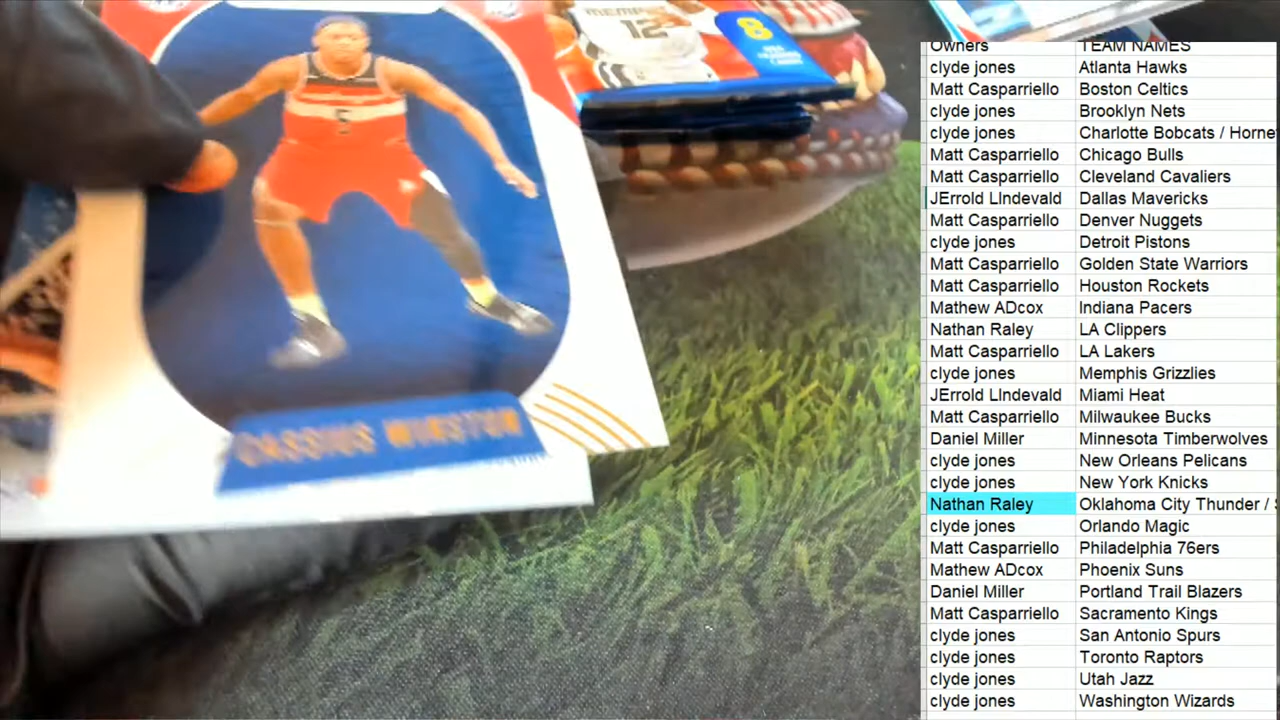 MEMPHIS
12
8
NBA TRADING
CARDS
5
CASSIUS WINSTON
Owners TEAM NAMES
clyde jones Atlanta Hawks
Matt Casparriello Boston Celtics
clyde jones Brooklyn Nets
clyde jones Charlotte Bobcats / Horne
Matt Casparriello Chicago Bulls
Matt Casparriello Cleveland Cavaliers
JErrold LIndevald Dallas Mavericks
Matt Casparriello Denver Nuggets
clyde jones Detroit Pistons
Matt Casparriello Golden State Warriors
Matt Casparriello Houston Rockets
Mathew ADcox Indiana Pacers
Nathan Raley LA Clippers
Matt Casparriello LA Lakers
clyde jones Memphis Grizzlies
JErrold LIndevald Miami Heat
Matt Casparriello Milwaukee Bucks
Daniel Miller Minnesota Timberwolves
clyde jones New Orleans Pelicans
clyde jones New York Knicks
Nathan Raley Oklahoma City Thunder /
clyde jones Orlando Magic
Matt Casparriello Philadelphia 76ers
Mathew ADcox Phoenix Suns
Daniel Miller Portland Trail Blazers
Matt Casparriello Sacramento Kings
clyde jones San Antonio Spurs
clyde jones Toronto Raptors
clyde jones Utah Jazz
clyde jones Washington Wizards